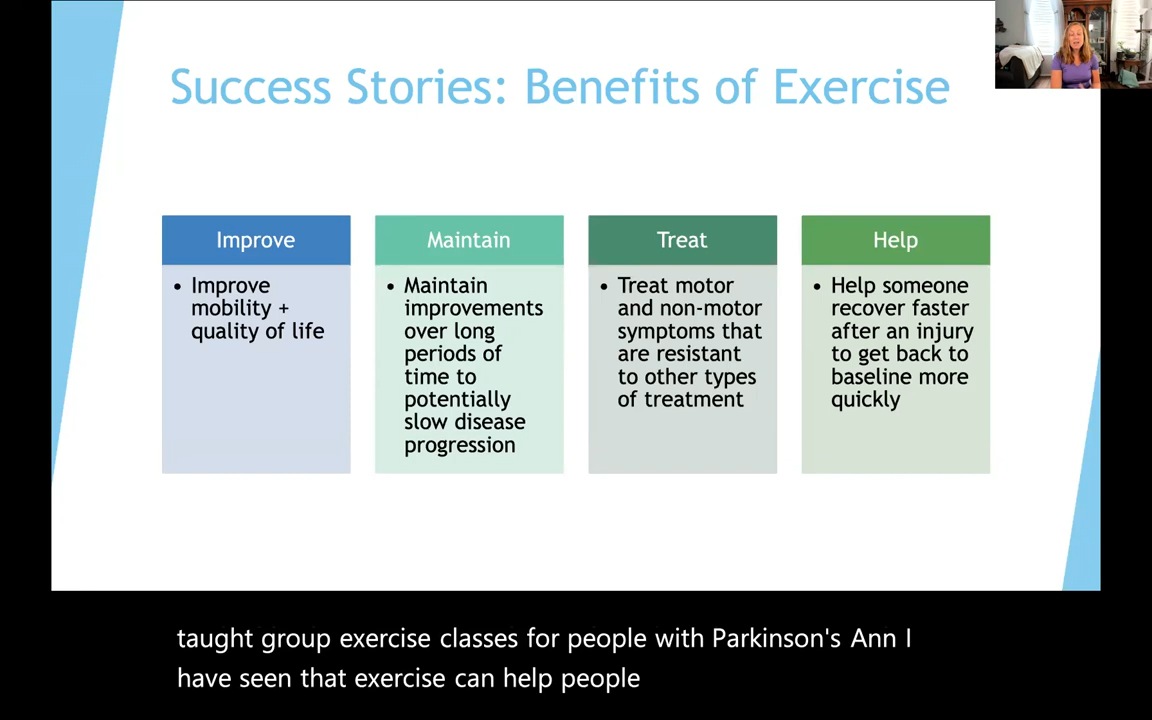 Success Stories: Benefits of Exercise
Improve
• Improve
mobility +
quality of life
Maintain
• Maintain
improvements
over long
periods of
time to
potentially
slow disease
progression
Treat
• Treat motor
and non-motor
symptoms that
are resistant
to other types
of treatment
Help
• Help someone
recover faster
after an injury
to get back to
baseline more
quickly
taught group exercise classes for people with Parkinson's Ann I
have seen that exercise can help people